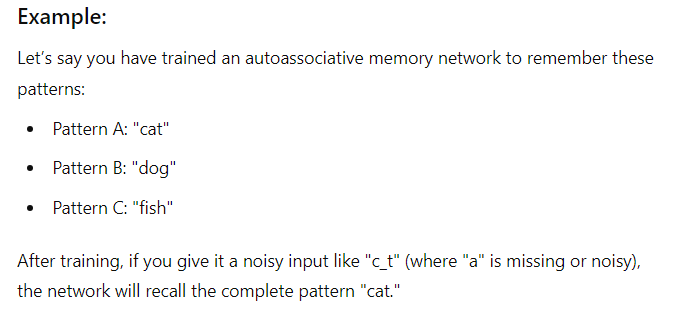 Example:
Let's say you have trained an autoassociative memory network to remember these
patterns:
• Pattern A: "cat"
• Pattern B: "dog"
• Pattern C: "fish"
After training, if you give it a noisy input like "c_t" (where "a" is missing or noisy),
the network will recall the complete pattern "cat."